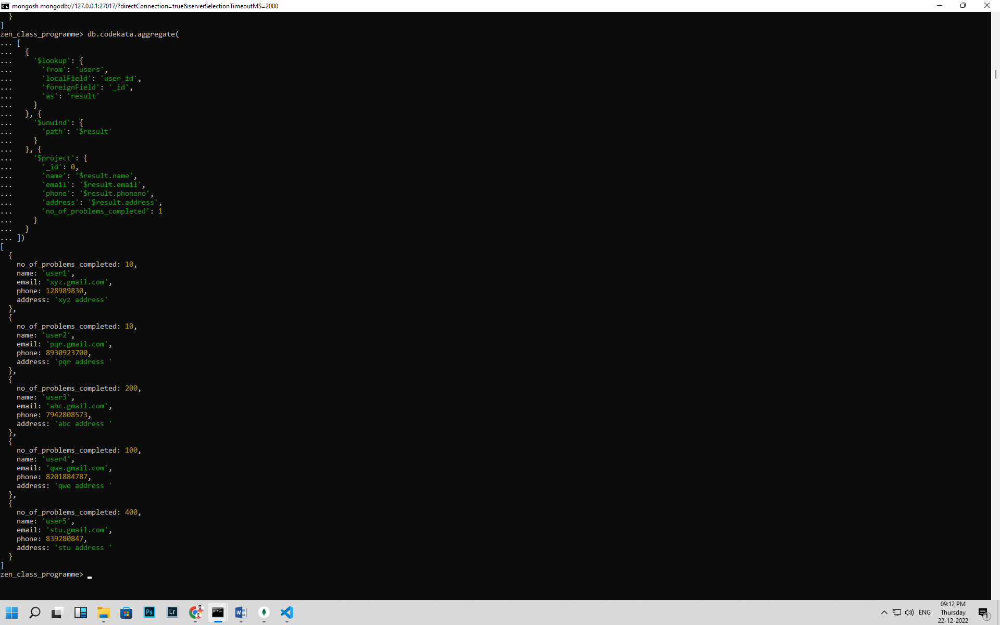 mongosh mongodb://127.0.0.1:27017/?directConnection=true&serverSelectionTimeoutMS=2000
  }
]
zen_class_programme> db.codekata.aggregate(
... [
...   {
...     '$lookup': {
...       'from': 'users',
...       'localField': 'user_id',
...       'foreignField': '_id',
...       'as': 'result'
...     }
...   }, {
...     '$unwind': {
...       'path': '$result'
...     }
...   }, {
...     '$project': {
...       '_id': 0,
...       'name': '$result.name',
...       'email': '$result.email',
...       'phone': '$result.phoneno',
...       'address': '$result.address',
...       'no_of_problems_completed': 1
...     }
...   }
... ])
[
  {
    no_of_problems_completed: 10,
    name: 'user1',
    email: 'xyz.gmail.com',
    phone: 128989830,
    address: 'xyz address'
  },
  {
    no_of_problems_completed: 10,
    name: 'user2',
    email: 'pqr.gmail.com',
    phone: 8930923700,
    address: 'pqr address '
  },
  {
    no_of_problems_completed: 200,
    name: 'user3',
    email: 'abc.gmail.com',
    phone: 7942808573,
    address: 'abc address '
  },
  {
    no_of_problems_completed: 100,
    name: 'user4',
    email: 'qwe.gmail.com',
    phone: 8201884787,
    address: 'qwe address '
  },
  {
    no_of_problems_completed: 400,
    name: 'user5',
    email: 'stu.gmail.com',
    phone: 839280847,
    address: 'stu address '
  }
]
zen_class_programme>
Ps
Lr
ENG
09:12 PM
Thursday
22-12-2022
1